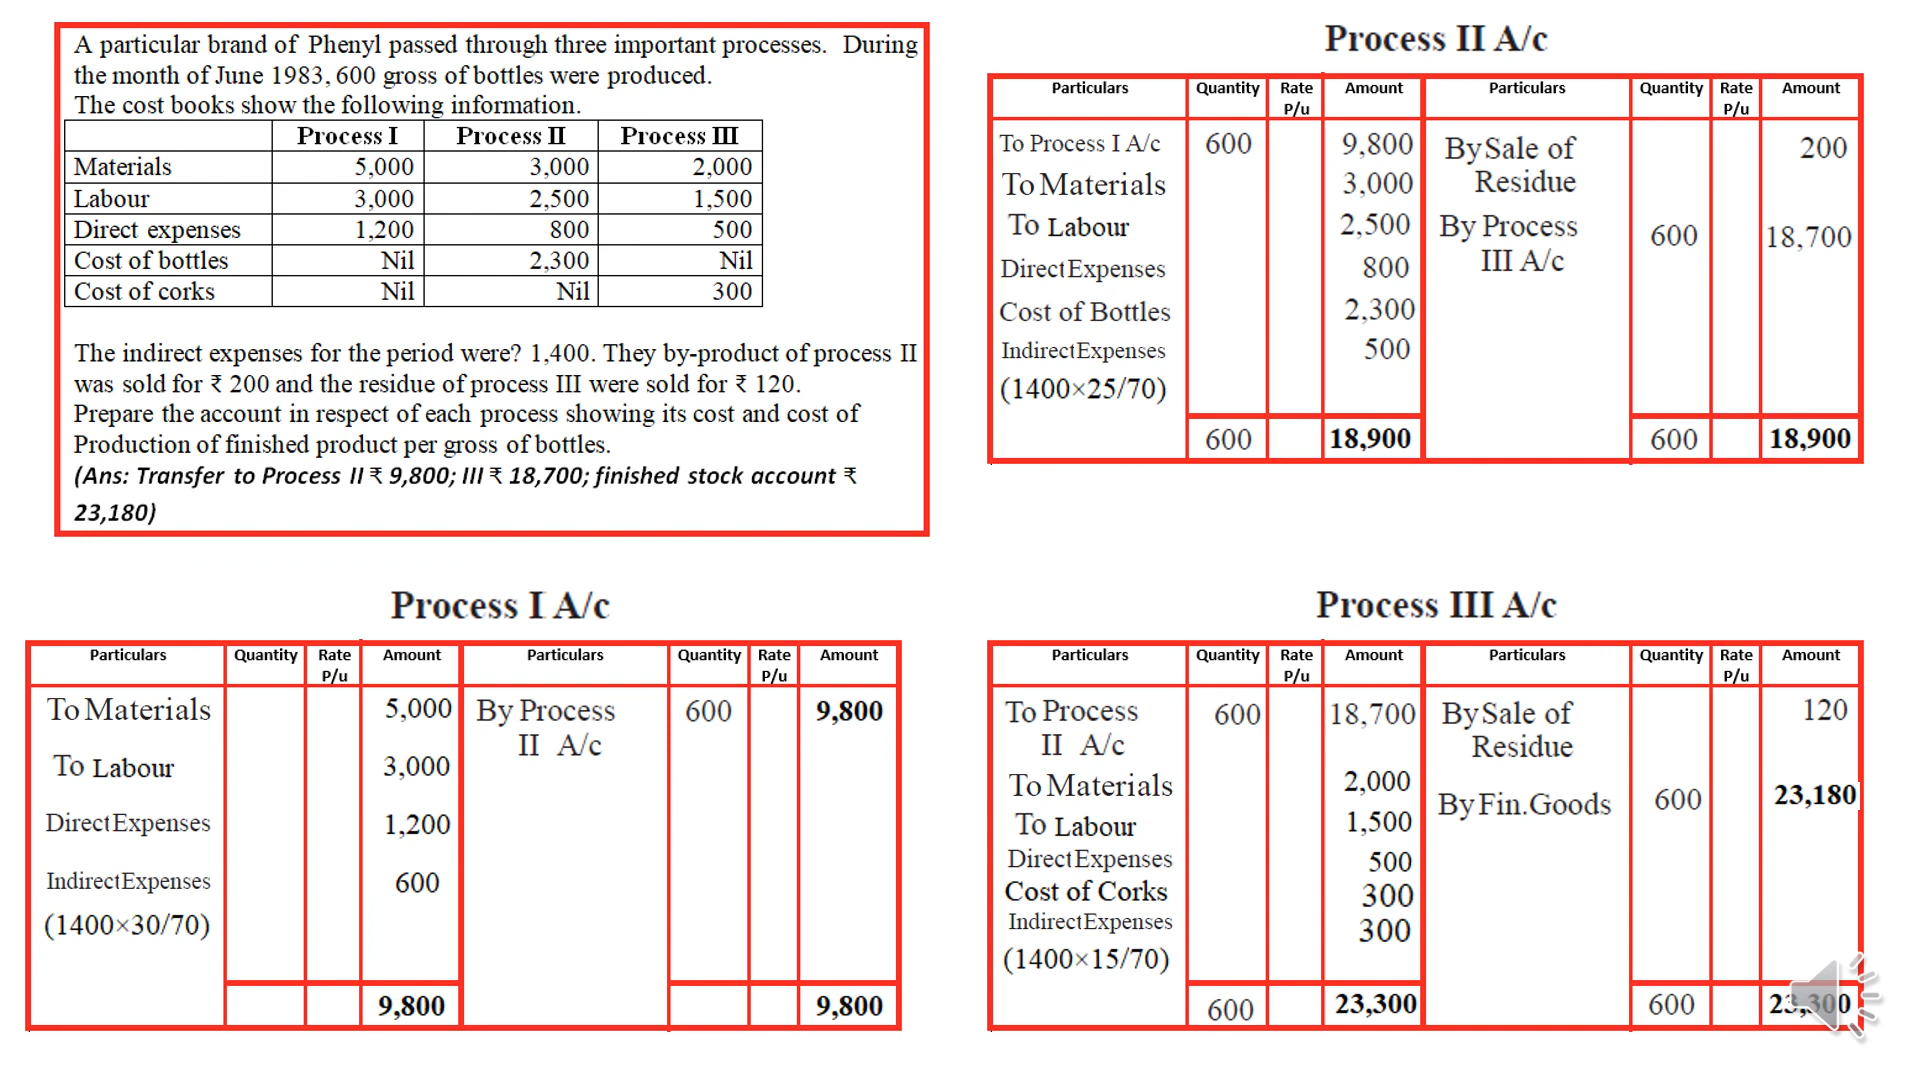 A particular brand of Phenyl passed through three important processes. During
the month of June 1983, 600 gross of bottles were produced.
The cost books show the following information.
Process I Process II Process III
Materials 5,000 3,000 2,000
Labour 3,000 2,500 1,500
Direct expenses 1,200 800 500
Cost of bottles Nil 2,300 Nil
Cost of corks Nil Nil 300
The indirect expenses for the period were? 1,400. They by-product of process II
was sold for ₹ 200 and the residue of process III were sold for ₹ 120.
Prepare the account in respect of each process showing its cost and cost of
Production of finished product per gross of bottles.
(Ans: Transfer to Process II ₹ 9,800; III ₹ 18,700; finished stock account ₹
23,180)
Process II A/c
Particulars Quantity Rate P/u Amount Particulars Quantity Rate P/u Amount
To Process I A/c 600 9,800 By Sale of 200
To Materials 3,000 Residue
To Labour 2,500 By Process 600 18,700
Direct Expenses 800 III A/c
Cost of Bottles 2,300
Indirect Expenses 500
(1400×25/70)
600 18,900 600 18,900
Process I A/c
Particulars Quantity Rate P/u Amount Particulars Quantity Rate P/u Amount
To Materials 5,000 By Process 600 9,800
II A/c
To Labour 3,000
Direct Expenses 1,200
Indirect Expenses 600
(1400×30/70)
9,800 9,800
Process III A/c
Particulars Quantity Rate P/u Amount Particulars Quantity Rate P/u Amount
To Process 600 18,700 By Sale of 120
II A/c Residue
To Materials 2,000
To Labour 1,500 By Fin.Goods 600 23,180
Direct Expenses 500
Cost of Corks 300
Indirect Expenses 300
(1400×15/70)
600 23,300 600 23,300